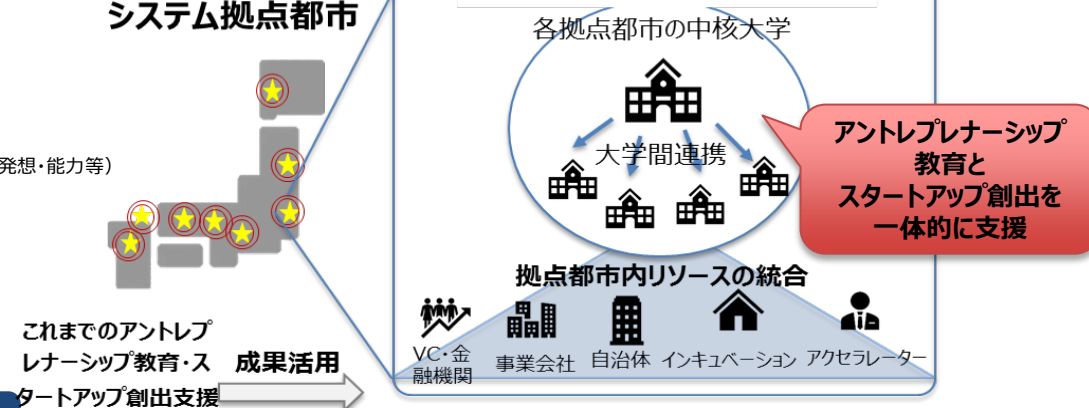 システム拠点都市
発想・能力等）
これまでのアントレプ
レナーシップ教育・ス
タートアップ創出支援
成果活用
各拠点都市の中核大学
大学間連携
拠点都市内リソースの統合
VC・金
融機関
事業会社
自治体
インキュベーション
アクセラレーター
アントレプレナーシップ
教育と
スタートアップ創出を
一体的に支援